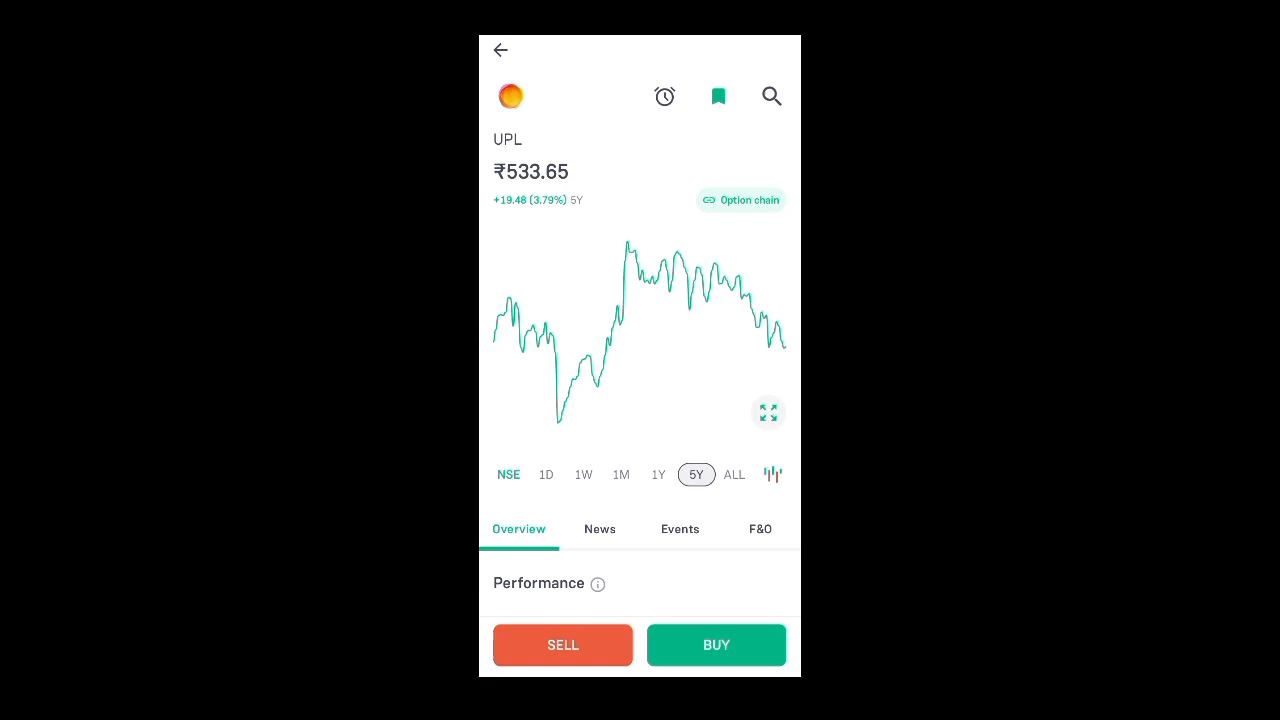 UPL
₹533.65
+19.48 (3.79%) 5Y
Option chain
NSE 1D 1W 1M 1Y 5Y ALL
Overview News Events F&O
Performance
SELL BUY